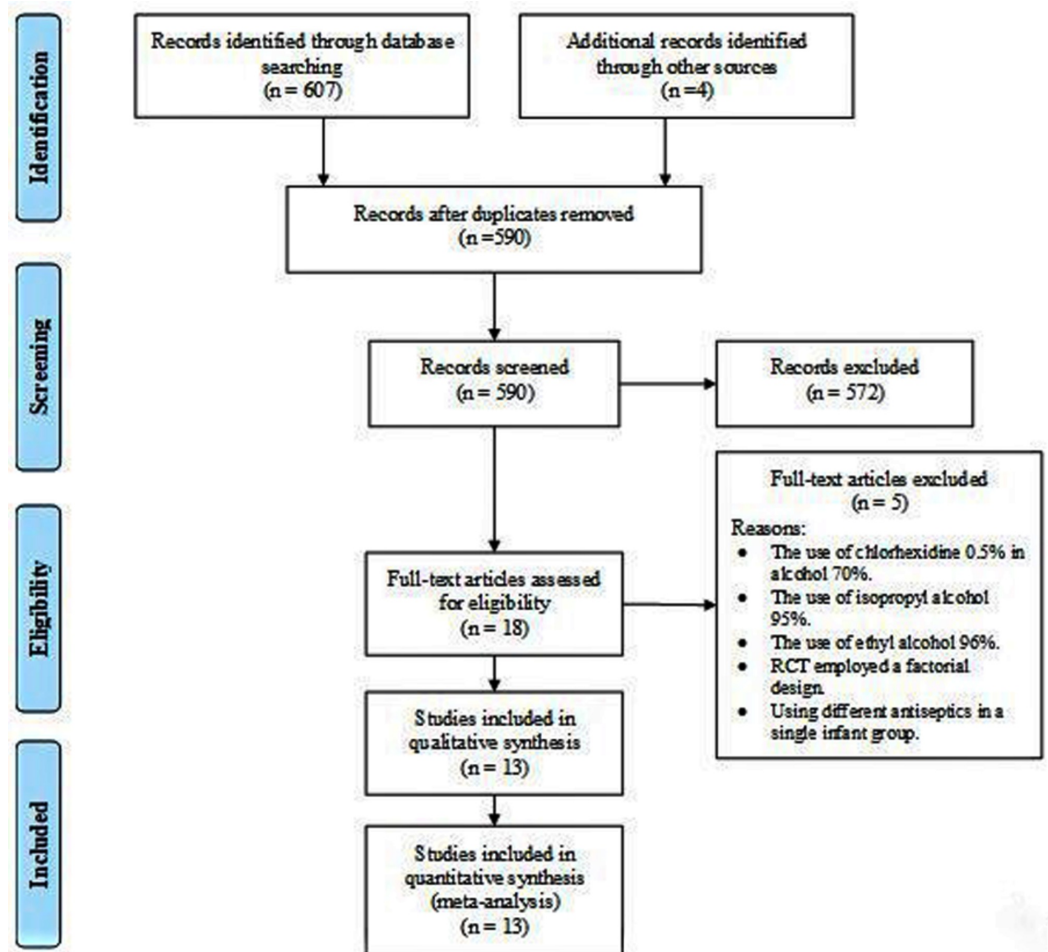 Identification
Records identified through database
searching
(n = 607)
Additional records identified
through other sources
(n =4)
Records after duplicates removed
(n =590)
Screening
Records screened
(n = 590)
Records excluded
(n = 572)
Eligibility
Full-text articles assessed
for eligibility
(n = 18)
Full-text articles excluded
(n = 5)
Reasons:
• The use of chlorhexidine 0.5% in
alcohol 70%.
• The use of isopropyl alcohol
95%.
• The use of ethyl alcohol 96%.
• RCT employed a factorial
design.
• Using different antiseptics in a
single infant group.
Studies included in
qualitative synthesis
(n = 13)
Included
Studies included in
quantitative synthesis
(meta-analysis)
(n = 13)